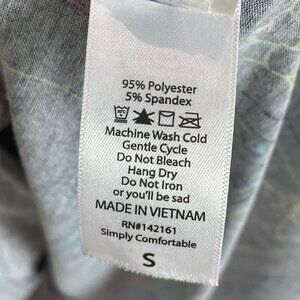 95% Polyester
5% Spandex
Machine Wash Cold
Gentle Cycle
Do Not Bleach
Hang Dry
Do Not Iron
or you'll be sad
MADE IN VIETNAM
RN#142161
Simply Comfortable
S